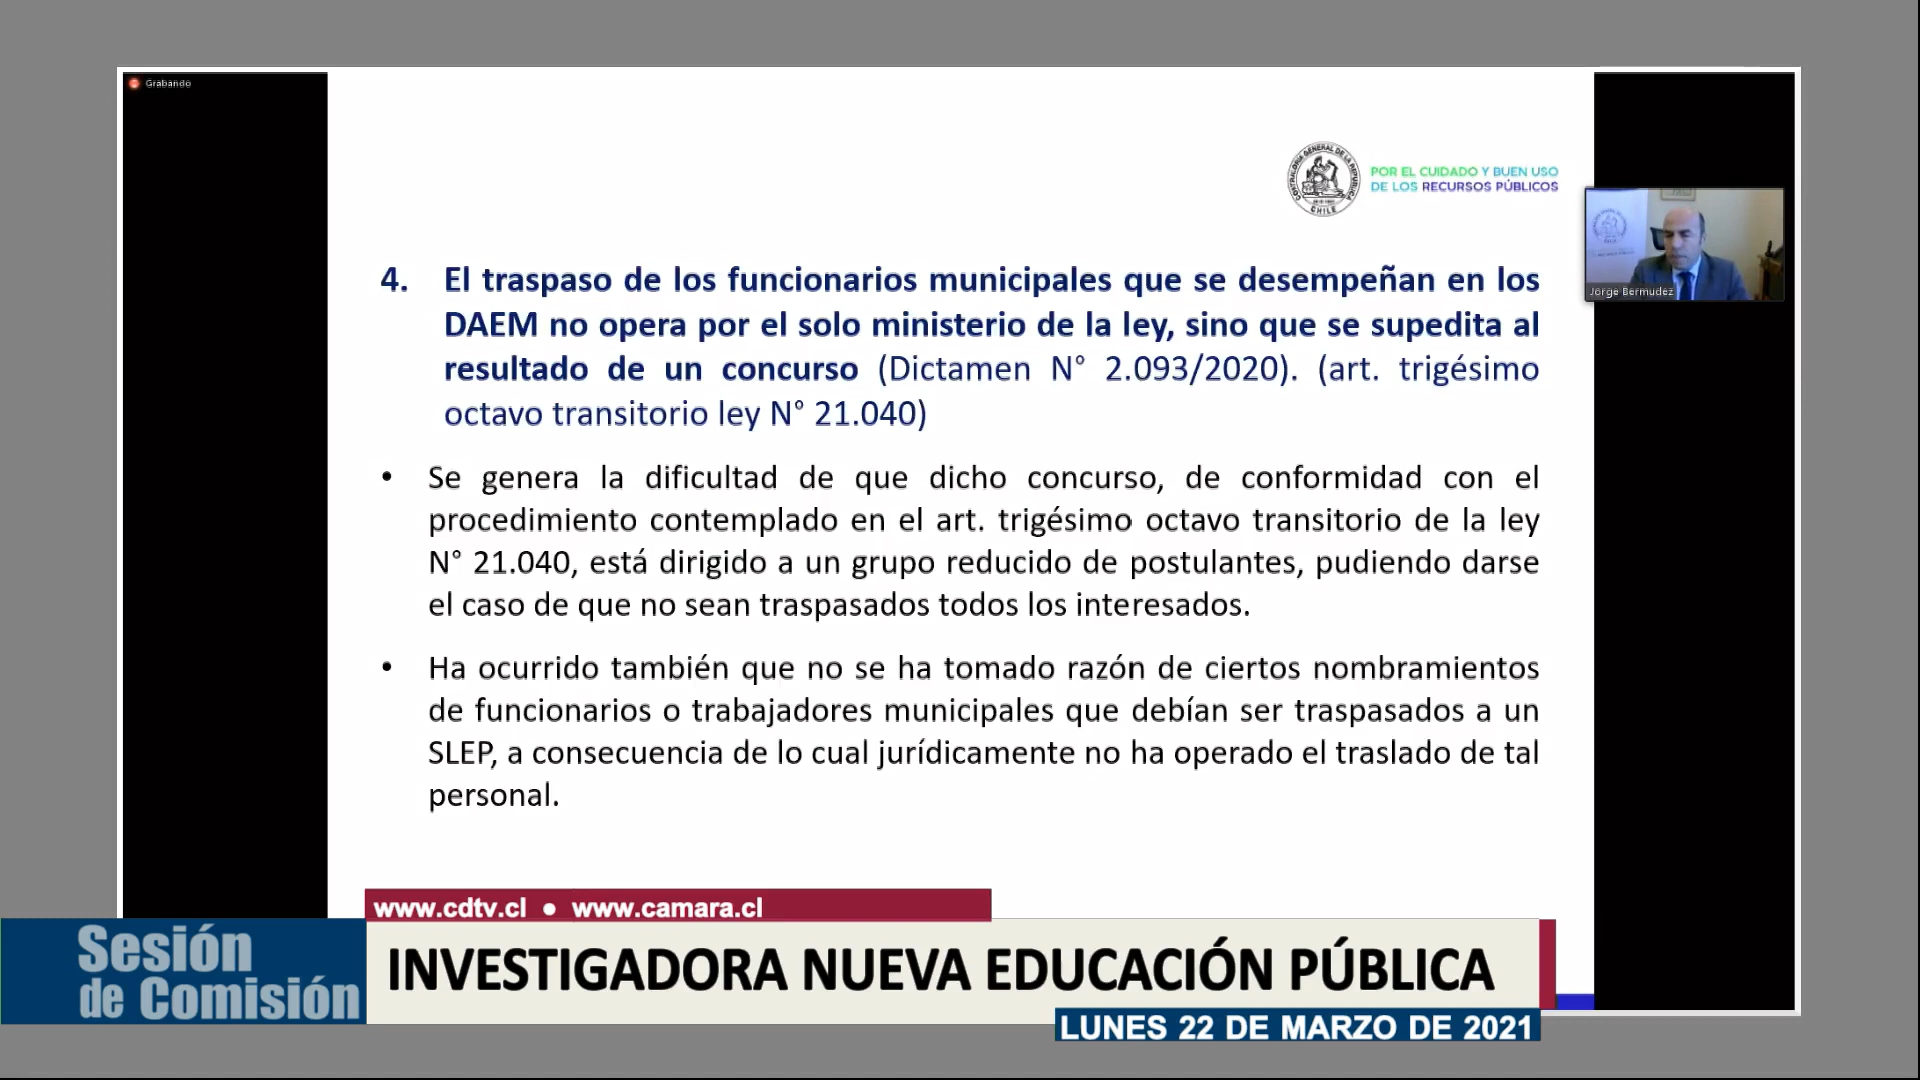 Grabando
CONTRALORÍA GENERAL DE LA REPÚBLICA
CHILE
POR EL CUIDADO Y BUEN USO
DE LOS RECURSOS PÚBLICOS
Jorge Bermudez
4. El traspaso de los funcionarios municipales que se desempeñan en los
DAEM no opera por el solo ministerio de la ley, sino que se supedita al
resultado de un concurso (Dictamen N° 2.093/2020). (art. trigésimo
octavo transitorio ley N° 21.040)
• Se genera la dificultad de que dicho concurso, de conformidad con el
procedimiento contemplado en el art. trigésimo octavo transitorio de la ley
N° 21.040, está dirigido a un grupo reducido de postulantes, pudiendo darse
el caso de que no sean traspasados todos los interesados.
• Ha ocurrido también que no se ha tomado razón de ciertos nombramientos
de funcionarios o trabajadores municipales que debían ser traspasados a un
SLEP, a consecuencia de lo cual jurídicamente no ha operado el traslado de tal
personal.
www.cdtv.cl • www.camara.cl
Sesión
de Comisión
INVESTIGADORA NUEVA EDUCACIÓN PÚBLICA
LUNES 22 DE MARZO DE 2021